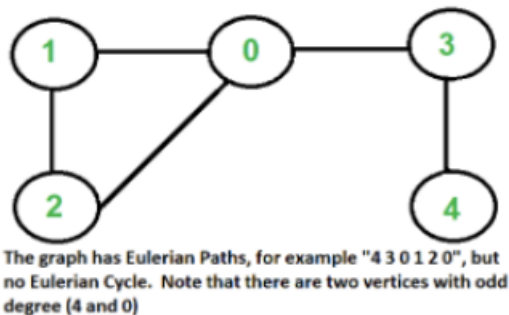 1 0 3
2 4
The graph has Eulerian Paths, for example "4 3 0 1 2 0", but
no Eulerian Cycle. Note that there are two vertices with odd
degree (4 and 0)